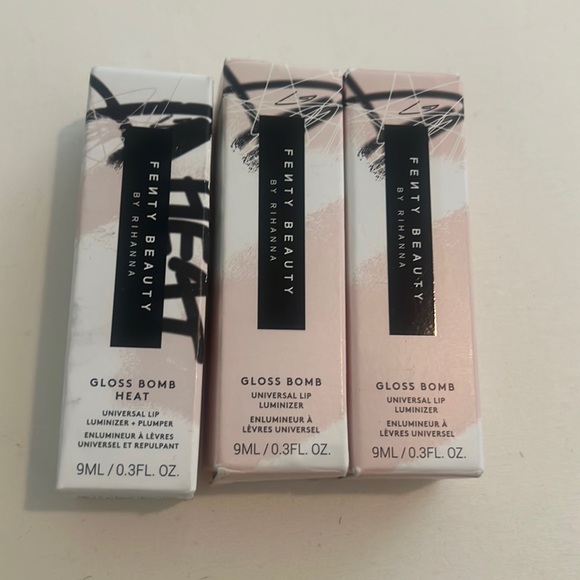 HEAT
FENTY BEAUTY
BY RIHANNA
GLOSS BOMB
HEAT
UNIVERSAL LIP
LUMINIZER + PLUMPER
ENLUMINEUR À LÈVRES
UNIVERSEL ET REPULPANT
9ML / 0.3FL. OZ.
FENTY BEAUTY
BY RIHANNA
GLOSS BOMB
UNIVERSAL LIP
LUMINIZER
ENLUMINEUR À
LÈVRES UNIVERSEL
9ML / 0.3FL. OZ.
FENTY BEAUTY
BY RIHANNA
GLOSS BOMB
UNIVERSAL LIP
LUMINIZER
ENLUMINEUR À
LÈVRES UNIVERSEL
9ML / 0.3FL. OZ.